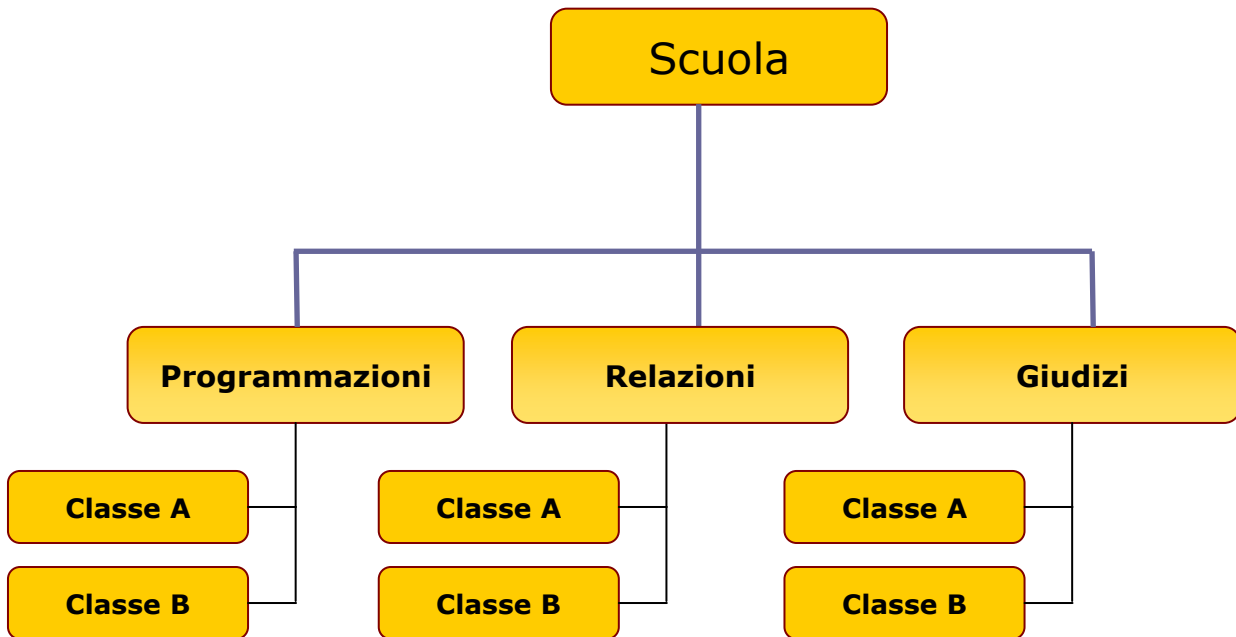 Scuola
Programmazioni
Relazioni
Giudizi
Classe A
Classe A
Classe A
Classe B
Classe B
Classe B